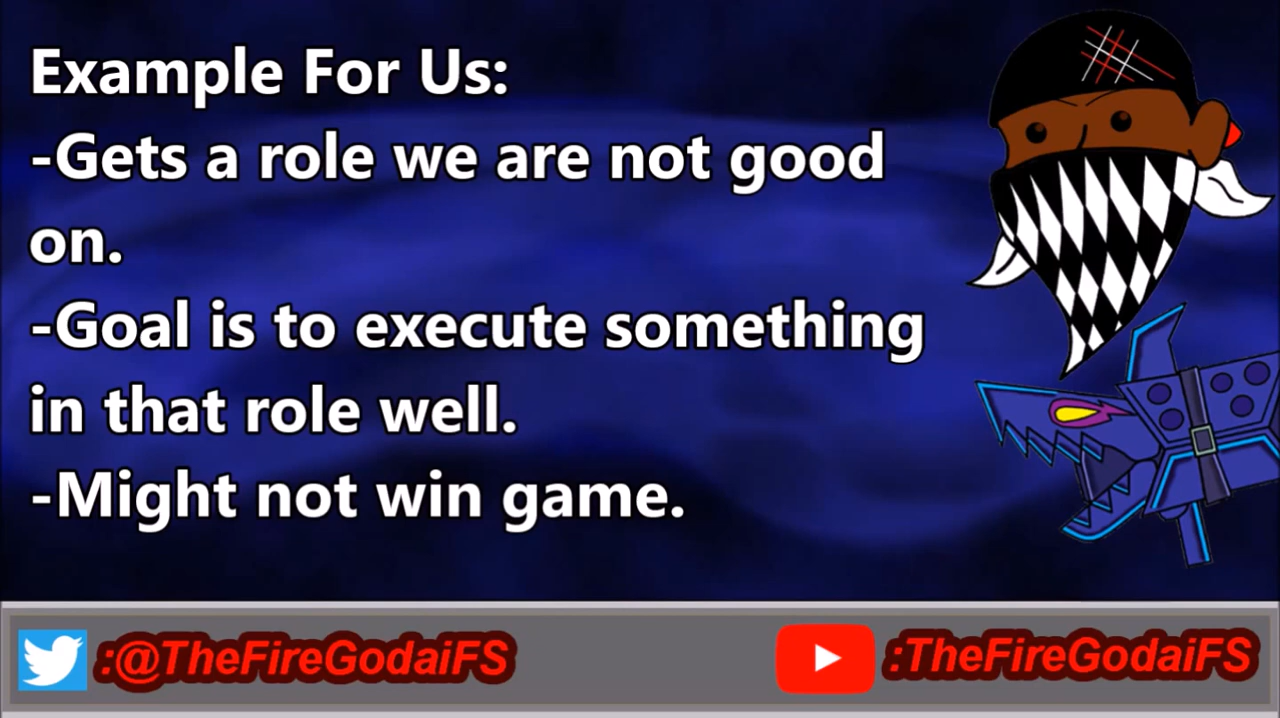 Example For Us:
-Gets a role we are not good
on.
-Goal is to execute something
in that role well.
-Might not win game.
:@TheFireGodaiFS
:TheFireGodaiFS